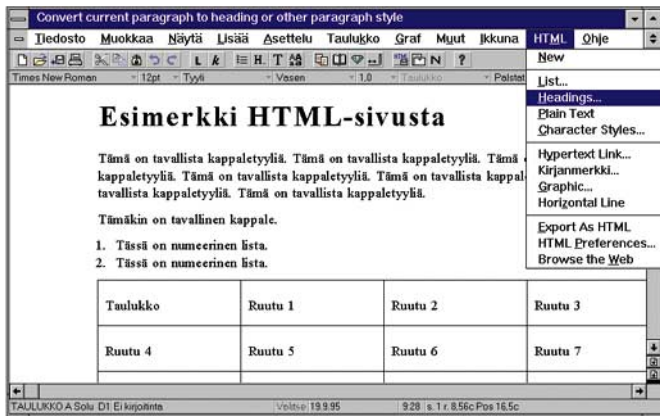 Convert current paragraph to heading or other paragraph style
Tiedosto Muokkaa Näytä Lisää Asettelu Taulukko Graf Muut Ikkuna HTML Ohje
Times New Roman 12pt Tyyli Vasen 1,0 Taulukko Palstat
New
List...
Headings...
Plain Text
Character Styles...
Hypertext Link...
Kirjanmerkki...
Graphic...
Horizontal Line
Export As HTML
HTML Preferences...
Browse the Web
Esimerkki HTML-sivusta
Tämä on tavallista kappaletyyliä. Tämä on tavallista kappaletyyliä. Tämä
kappaletyyliä. Tämä on tavallista kappaletyyliä. Tämä on tavallista kappal
tavallista kappaletyyliä. Tämä on tavallista kappaletyyliä.
Tämäkin on tavallinen kappale.
1. Tässä on numeerinen lista.
2. Tässä on numeerinen lista.
Taulukko Ruutu 1 Ruutu 2 Ruutu 3
Ruutu 4 Ruutu 5 Ruutu 6 Ruutu 7
TAULUKKO A Solu D1 Ei kirjoitinta Valitse 19.9.95 9:28 s. 1 r. 8,56c Pos 16,5c